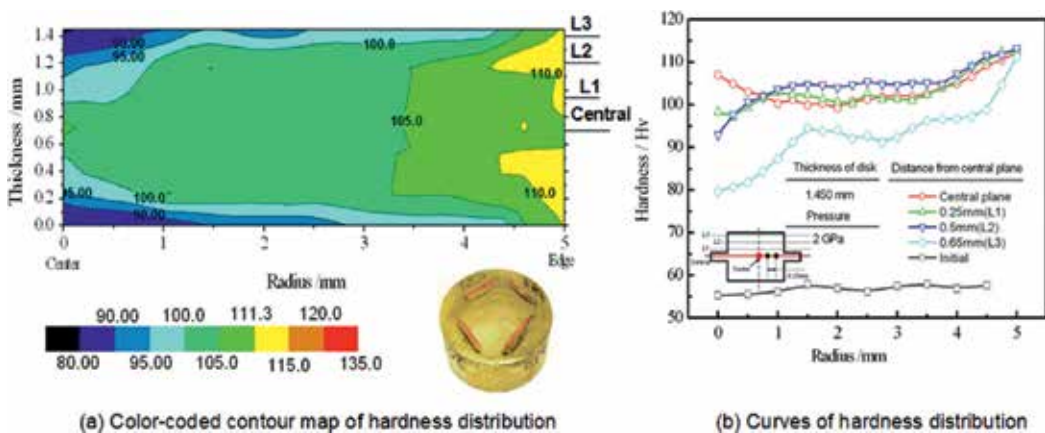 Thickness /mm
1.4
1.2
1.0
0.8
0.6
0.4
0.2
0.0
90.00
95.00
100.0
110.0
105.0
95.00
100.0
90.00
110.0
L3
L2
L1
Central
0 1 2 3 4 5
Center Edge
Radius /mm
90.00 100.0 111.3 120.0
80.00 95.00 105.0 115.0 135.0
(a) Color-coded contour map of hardness distribution
Hardness / Hv
120
110
100
90
80
70
60
50
Thickness of disk Distance from central plane
1.450 mm
Pressure
2 GPa
Central plane
0.25mm(L1)
0.5mm(L2)
0.65mm(L3)
Initial
0 1 2 3 4 5
Radius /mm
(b) Curves of hardness distribution